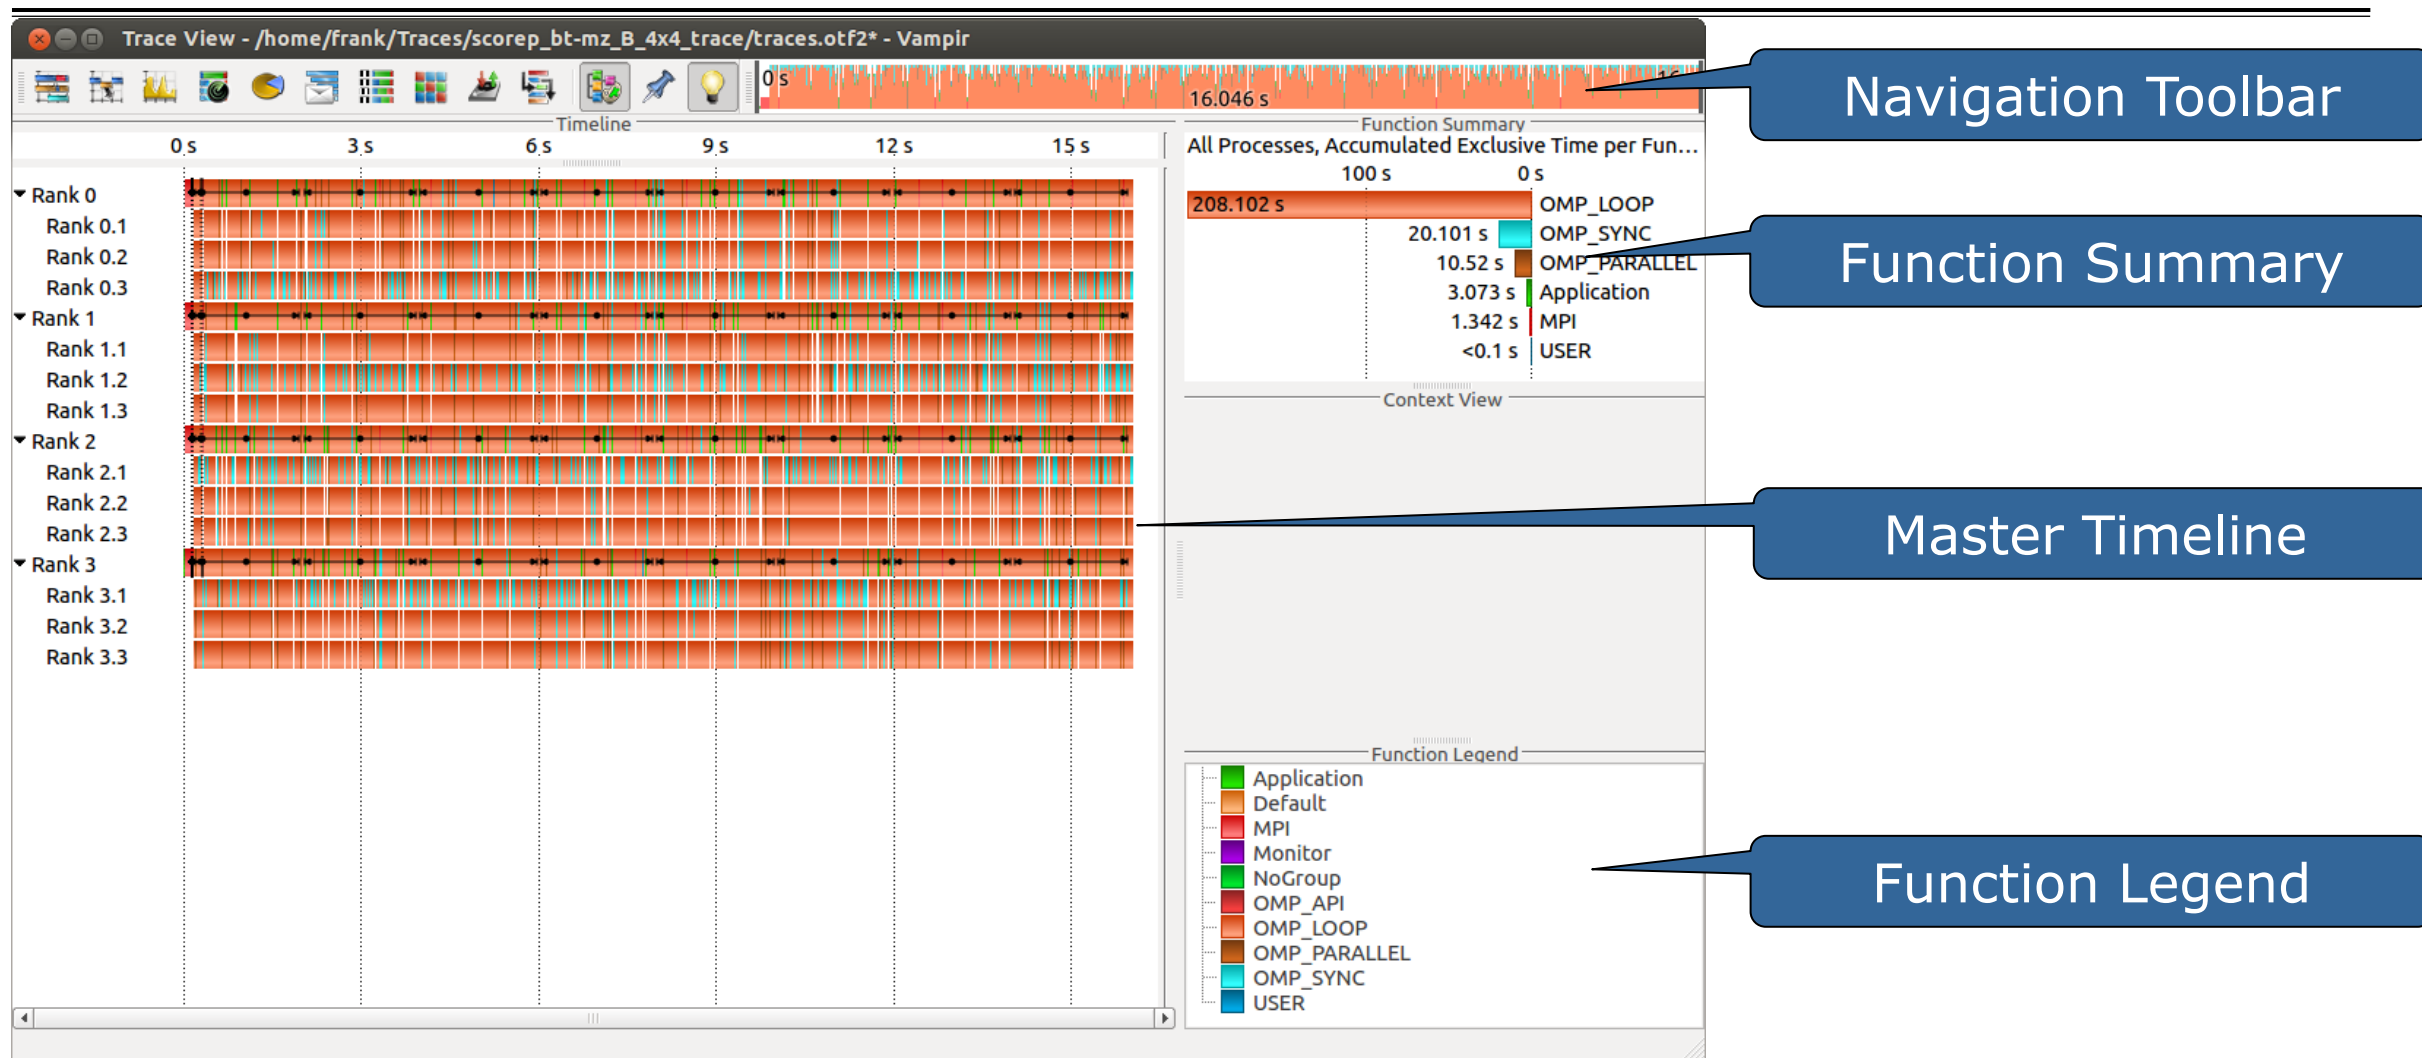 Trace View - /home/frank/Traces/scorep_bt-mz_B_4x4_trace/traces.otf2* - Vampir
0 s
16.046 s
Navigation Toolbar
Timeline
0 s 3 s 6 s 9 s 12 s 15 s
Rank 0
Rank 0.1
Rank 0.2
Rank 0.3
Rank 1
Rank 1.1
Rank 1.2
Rank 1.3
Rank 2
Rank 2.1
Rank 2.2
Rank 2.3
Rank 3
Rank 3.1
Rank 3.2
Rank 3.3
Function Summary
All Processes, Accumulated Exclusive Time per Fun...
100 s 0 s
208.102 s OMP_LOOP
20.101 s OMP_SYNC
10.52 s OMP_PARALLEL
3.073 s Application
1.342 s MPI
<0.1 s USER
Function Summary
Context View
Master Timeline
Function Legend
Application
Default
MPI
Monitor
NoGroup
OMP_API
OMP_LOOP
OMP_PARALLEL
OMP_SYNC
USER
Function Legend